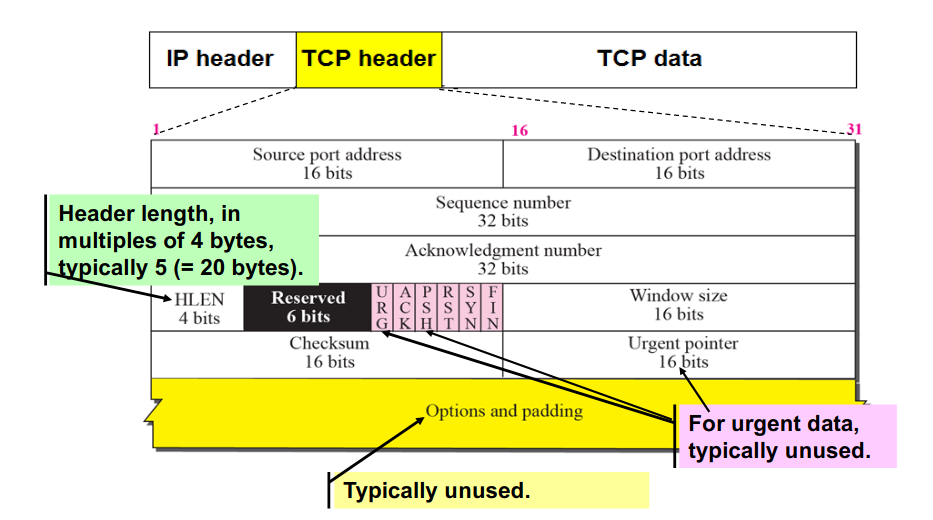 IP header TCP header TCP data
1 16 31
Source port address Destination port address
16 bits 16 bits
Sequence number
32 bits
Header length, in
multiples of 4 bytes,
typically 5 (= 20 bytes).
Acknowledgment number
32 bits
HLEN Reserved URG ACK PSH RST SYN FIN Window size
4 bits 6 bits 16 bits
Checksum Urgent pointer
16 bits 16 bits
Options and padding
For urgent data,
typically unused.
Typically unused.